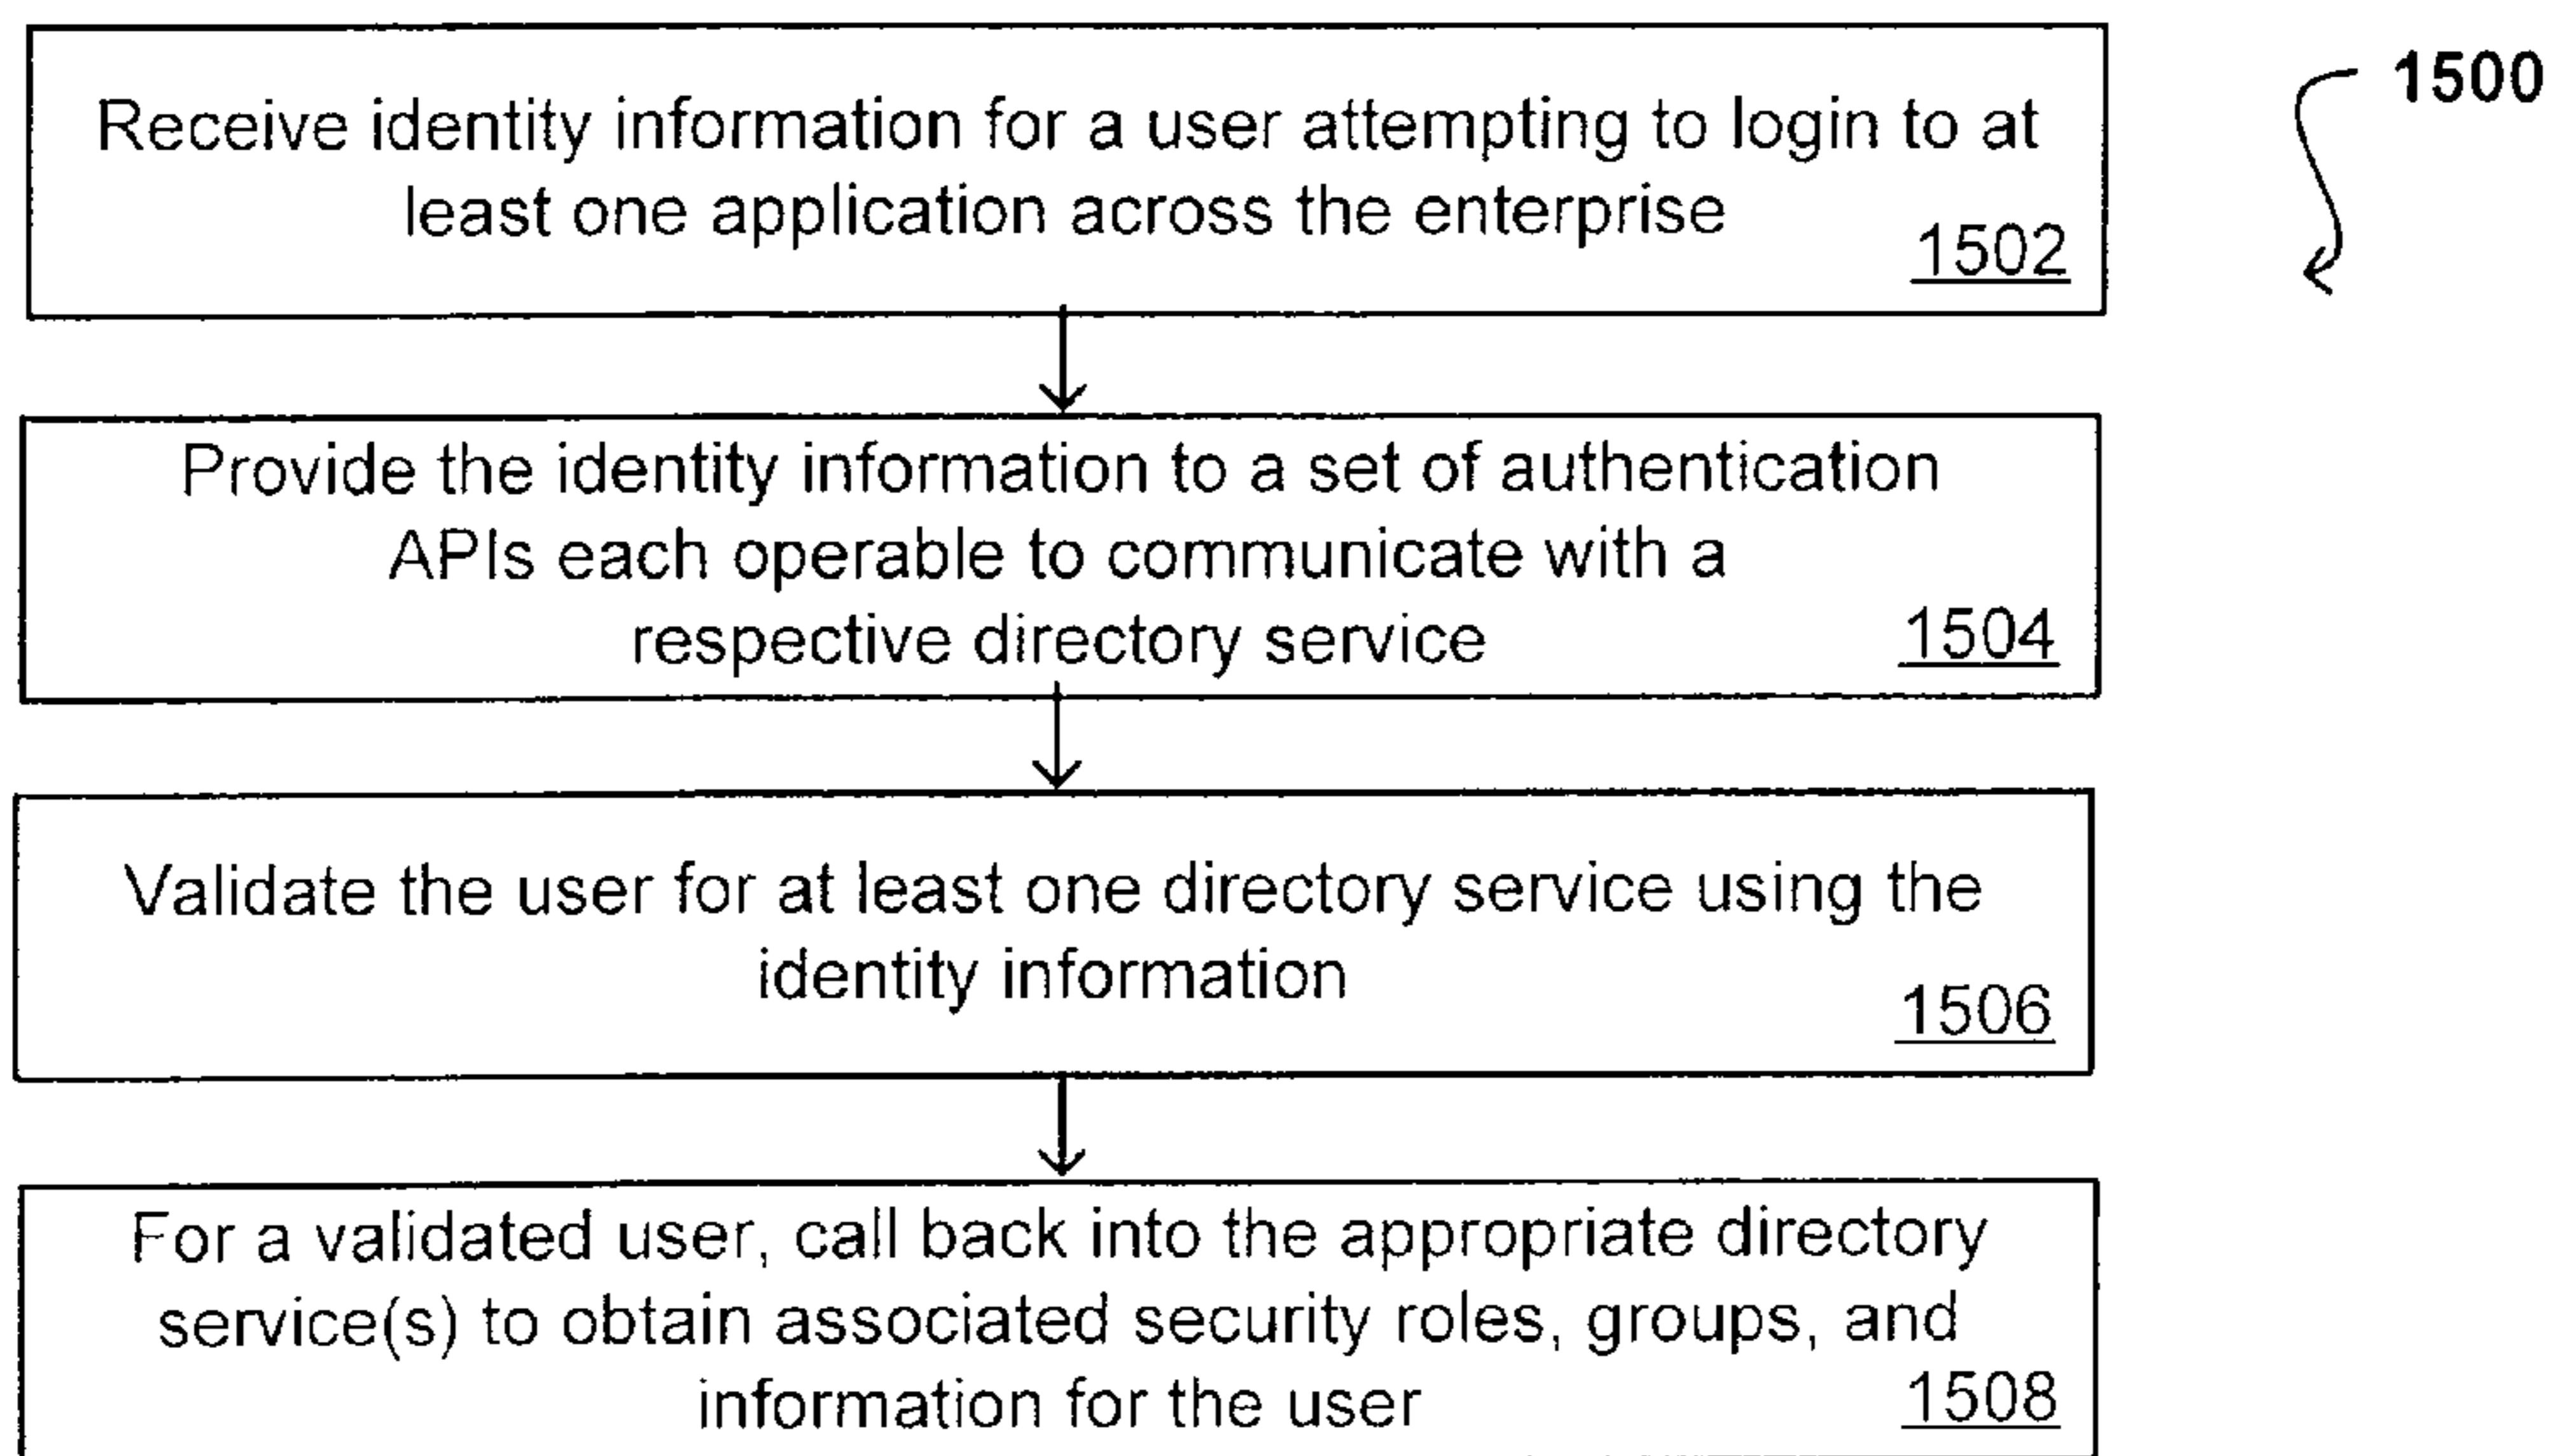 1500
Receive identity information for a user attempting to login to at
least one application across the enterprise
1502
Provide the identity information to a set of authentication
APIs each operable to communicate with a
respective directory service
1504
Validate the user for at least one directory service using the
identity information
1506
For a validated user, call back into the appropriate directory
service(s) to obtain associated security roles, groups, and
information for the user
1508